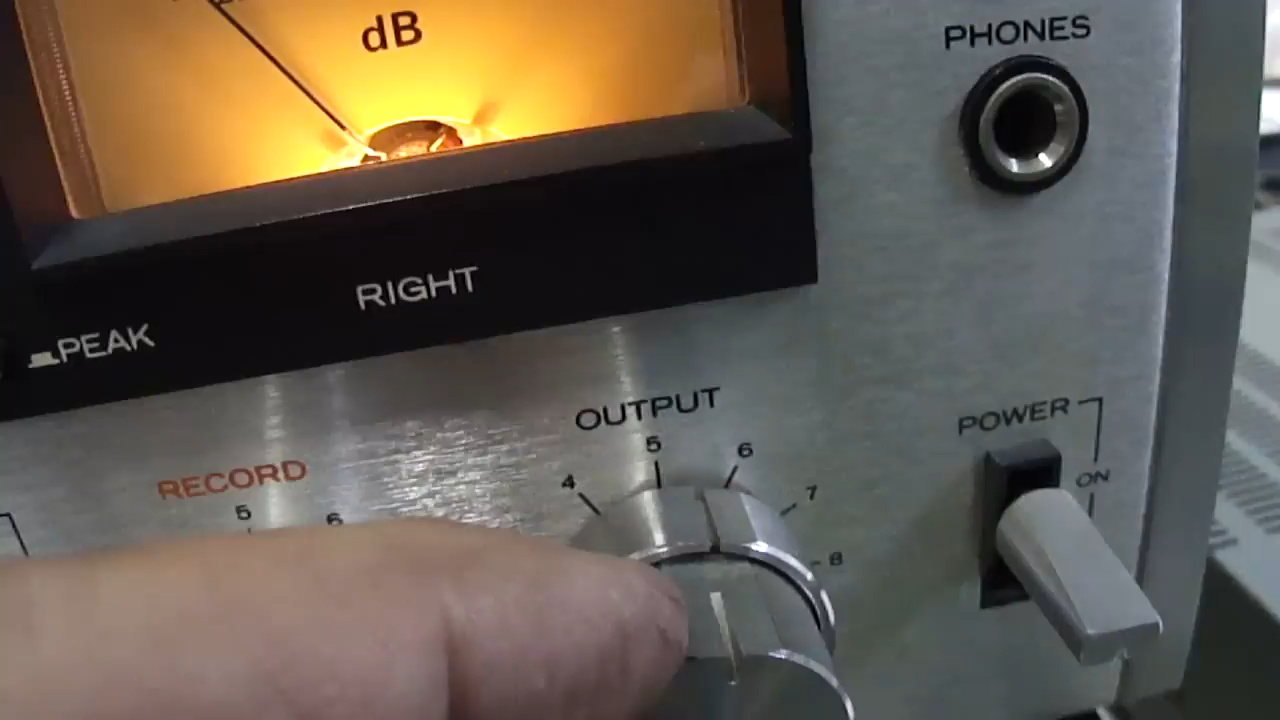 dB
PHONES
RIGHT
PEAK
OUTPUT
4 5 6 7 8
POWER
ON
RECORD
5 6